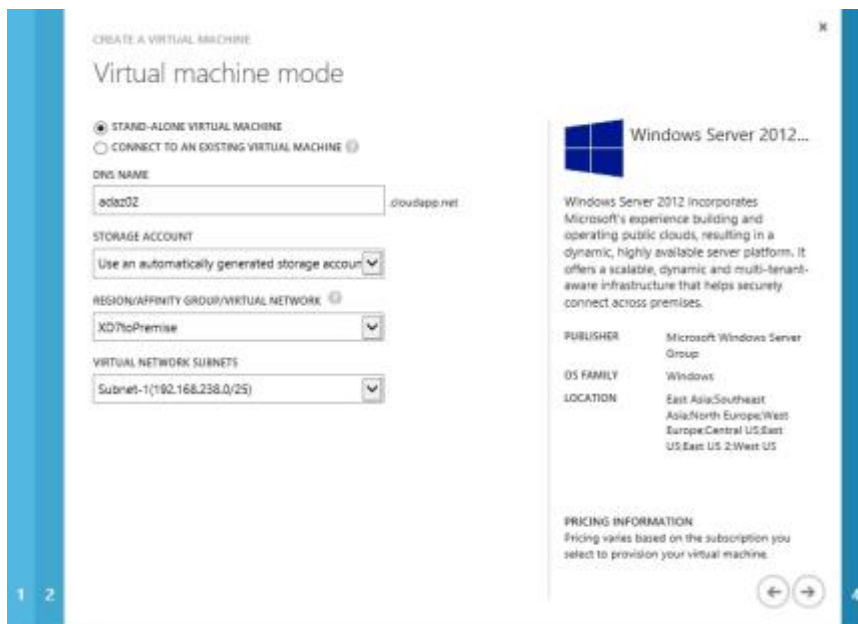 CREATE A VIRTUAL MACHINE
Virtual machine mode
STAND-ALONE VIRTUAL MACHINE
CONNECT TO AN EXISTING VIRTUAL MACHINE
DNS NAME
adaz02 .cloudapp.net
STORAGE ACCOUNT
Use an automatically generated storage accoun
REGION/AFFINITY GROUP/VIRTUAL NETWORK
XD7toPremise
VIRTUAL NETWORK SUBNETS
Subnet-1(192.168.238.0/25)
Windows Server 2012...
Windows Server 2012 incorporates
Microsoft's experience building and
operating public clouds, resulting in a
dynamic, highly available server platform. It
offers a scalable, dynamic and multi-tenant-
aware infrastructure that helps securely
connect across premises.
PUBLISHER Microsoft Windows Server
Group
OS FAMILY Windows
LOCATION East Asia;Southeast
Asia;North Europe;West
Europe;Central US;East
US;East US 2;West US
PRICING INFORMATION
Pricing varies based on the subscription you
select to provision your virtual machine.
1 2 4